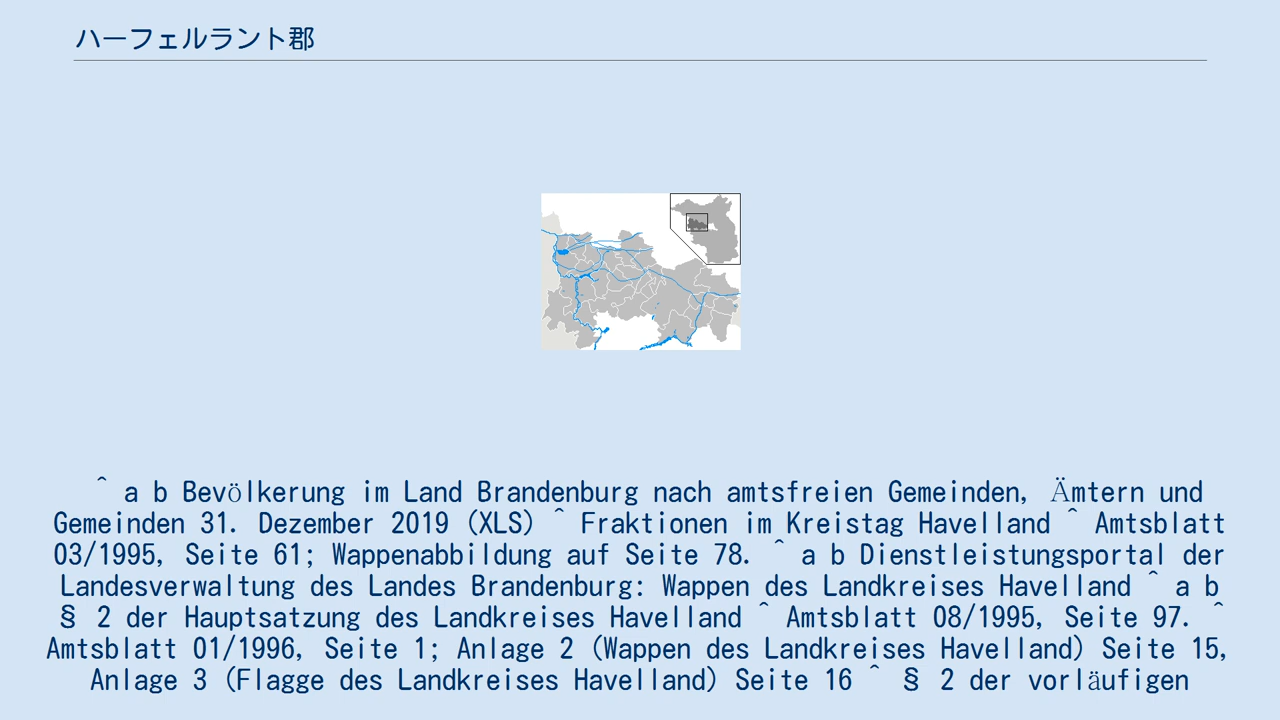 ハーフェルラント郡
^ a b Bevölkerung im Land Brandenburg nach amtsfreien Gemeinden, Ämtern und
Gemeinden 31. Dezember 2019 (XLS) ^ Fraktionen im Kreistag Havelland ^ Amtsblatt
03/1995, Seite 61; Wappenabbildung auf Seite 78. ^ a b Dienstleistungsportal der
Landesverwaltung des Landes Brandenburg: Wappen des Landkreises Havelland ^ a b
§ 2 der Hauptsatzung des Landkreises Havelland ^ Amtsblatt 08/1995, Seite 97. ^
Amtsblatt 01/1996, Seite 1; Anlage 2 (Wappen des Landkreises Havelland) Seite 15,
Anlage 3 (Flagge des Landkreises Havelland) Seite 16 ^ § 2 der vorläufigen